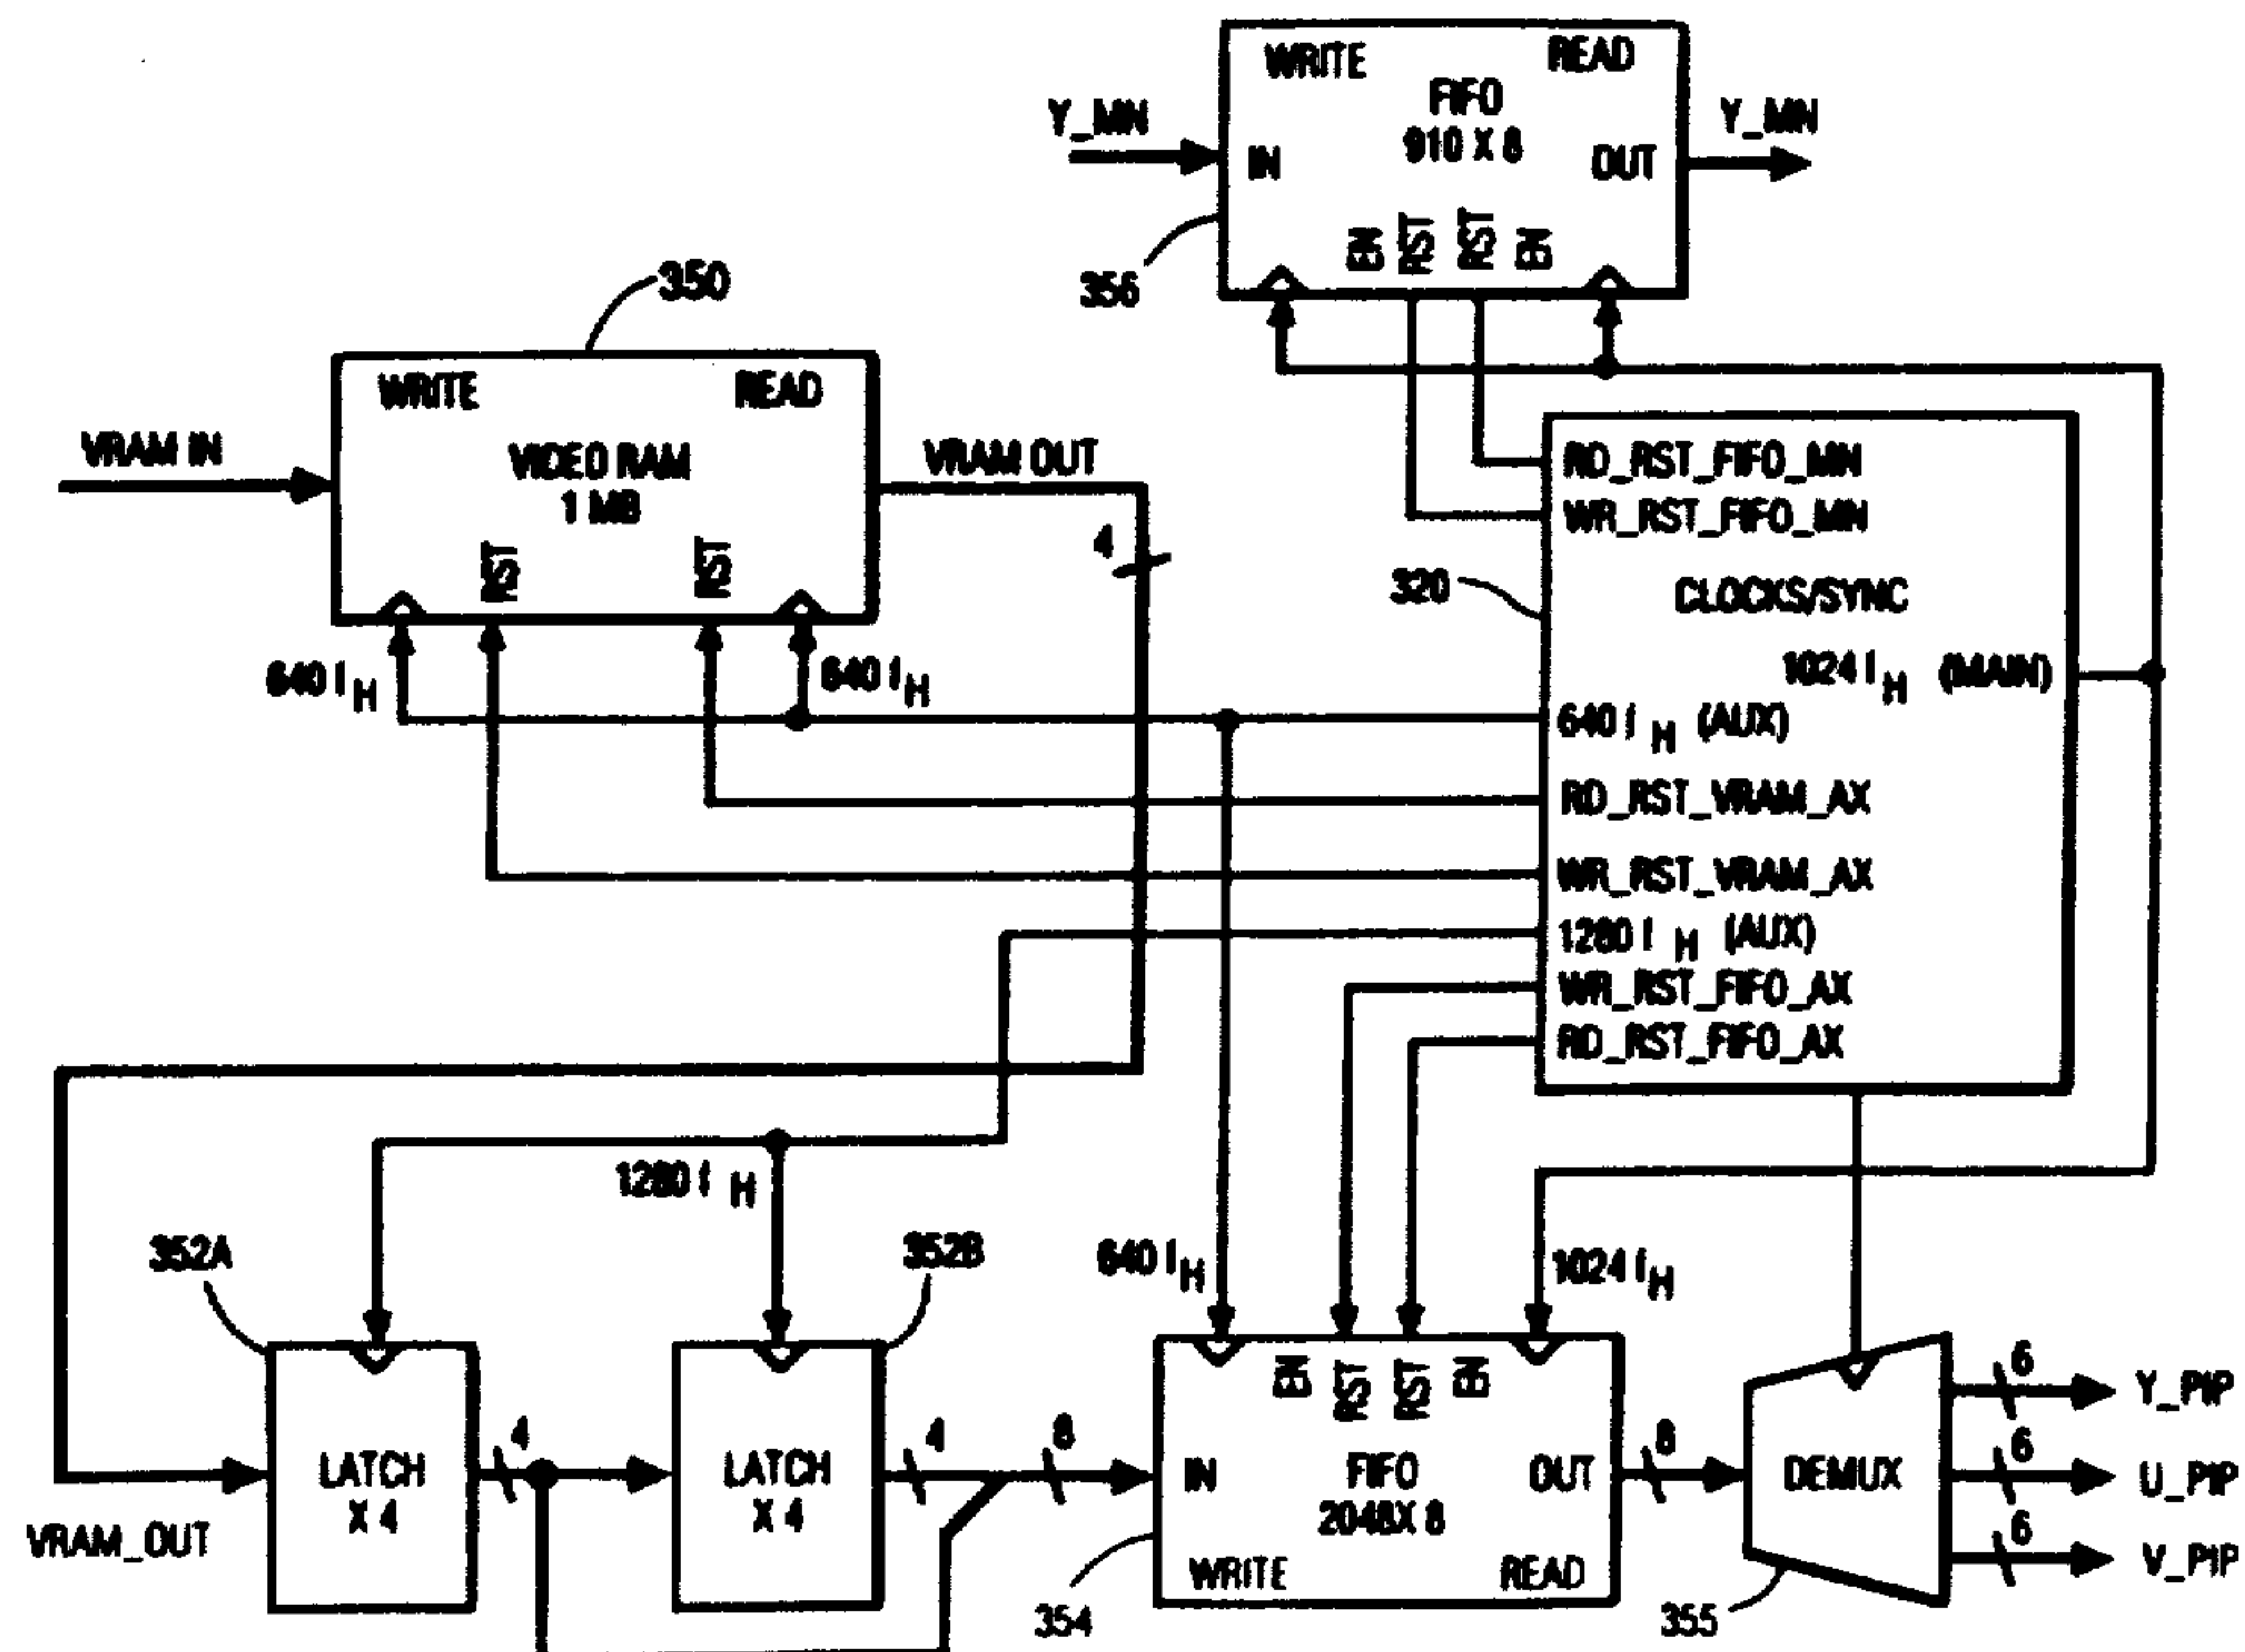 WRITE READ
FIFO
910 X 8
Y_MN
IN
OUT
Y_MN
EN RST RST EN
356
350
WRITE READ
VIDEO RAM
1 MB
VRAM IN
VRAM OUT
RST RST
4
640 f H
640 f H
320
RD_RST_FIFO_MN
WR_RST_FIFO_MN
CLOCKS/SYNC
1024 f H (MAIN)
640 f H (AUX)
RD_RST_VRAM_AX
WR_RST_VRAM_AX
1280 f H (AUX)
WR_RST_FIFO_AX
RD_RST_FIFO_AX
1280 f H
640 f H
1024 f H
352A
352B
LATCH
X 4
VRAM_OUT
4
LATCH
X 4
4
8
EN RST RST EN
IN
FIFO
2048X 8
OUT
WRITE READ
354
8
DEMUX
355
6
Y_PIP
6
U_PIP
6
V_PIP